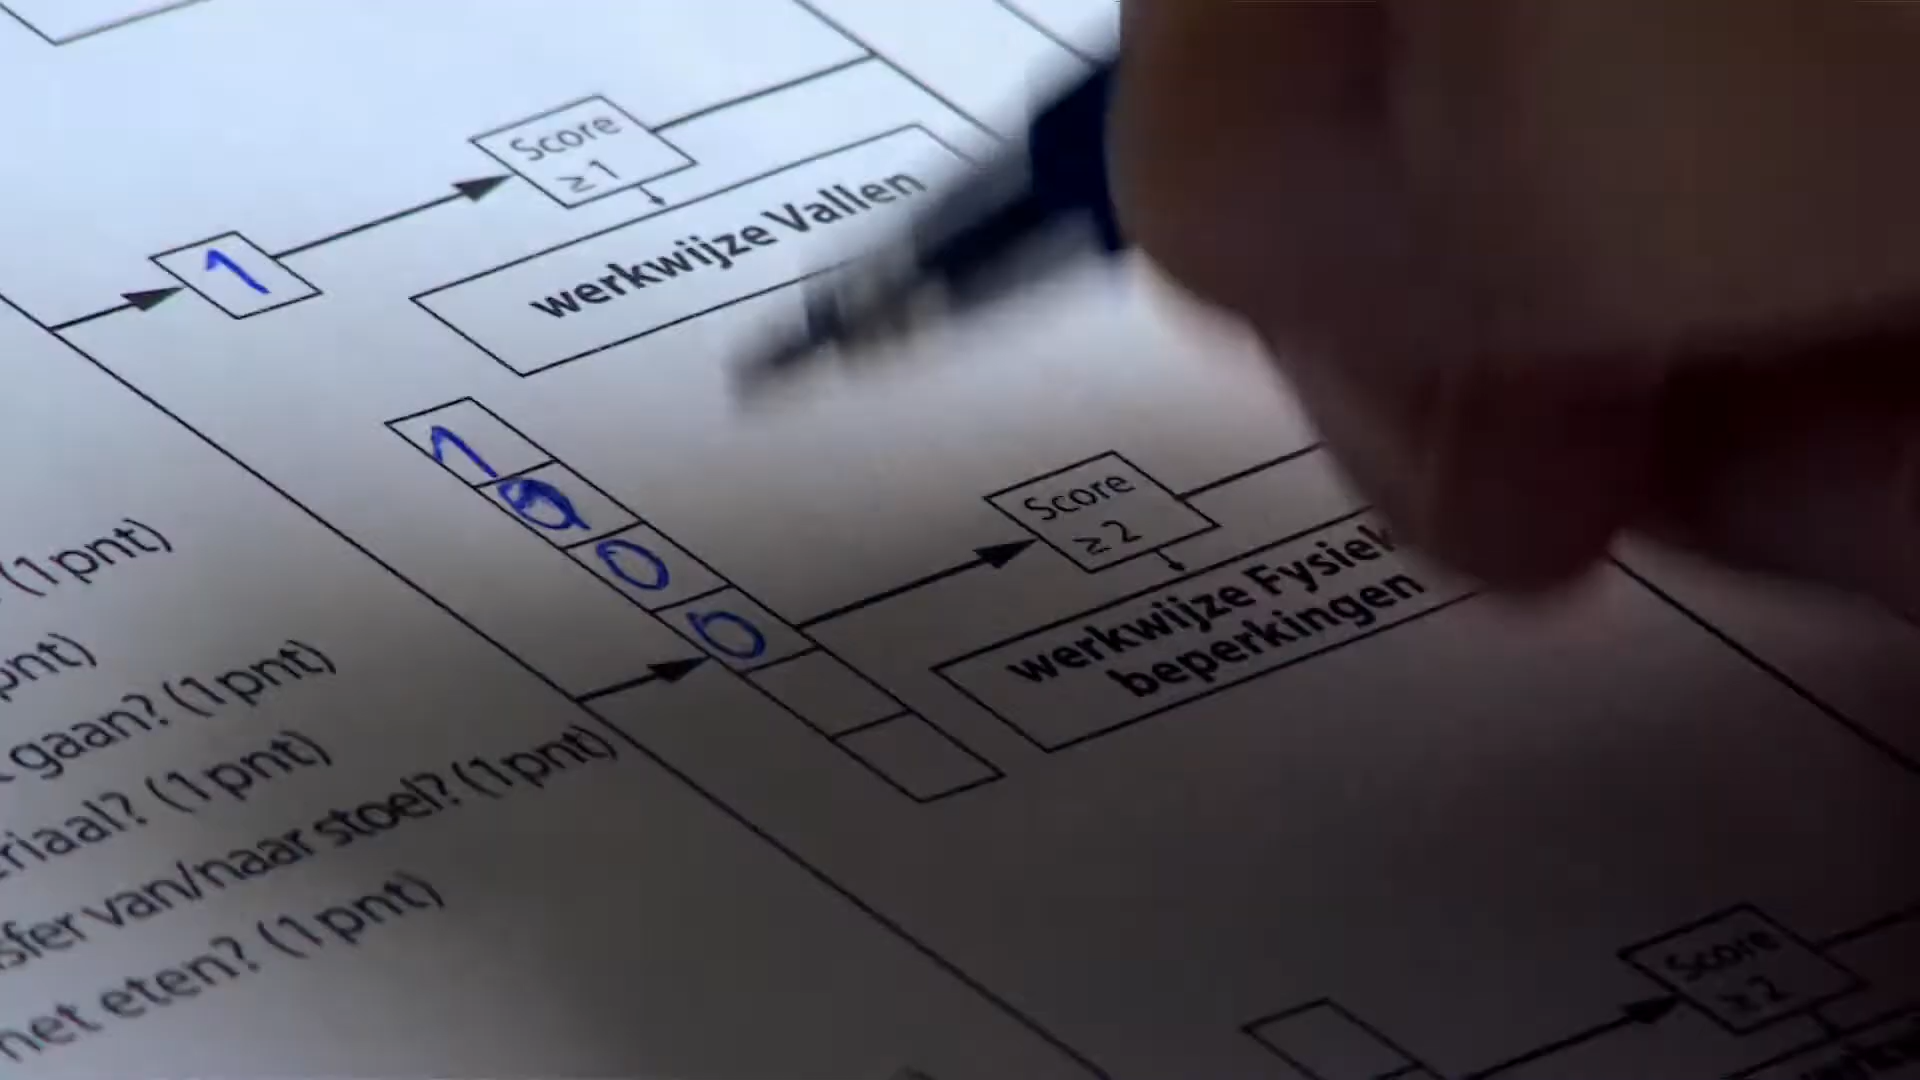 Score
≥1
1
werkwijze Vallen
1
0
0
Score
≥2
werkwijze Fysiek
beperkingen
(1pnt)
pnt)
gaan? (1pnt)
riaal? (1pnt)
sfer van/naar stoel? (1pnt)
het eten? (1pnt)
Score
≥2